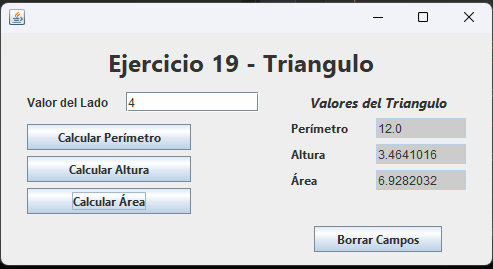 Ejercicio 19 - Triangulo
Valor del Lado 4
Calcular Perímetro
Calcular Altura
Calcular Área
Valores del Triangulo
Perímetro 12.0
Altura 3.4641016
Área 6.9282032
Borrar Campos